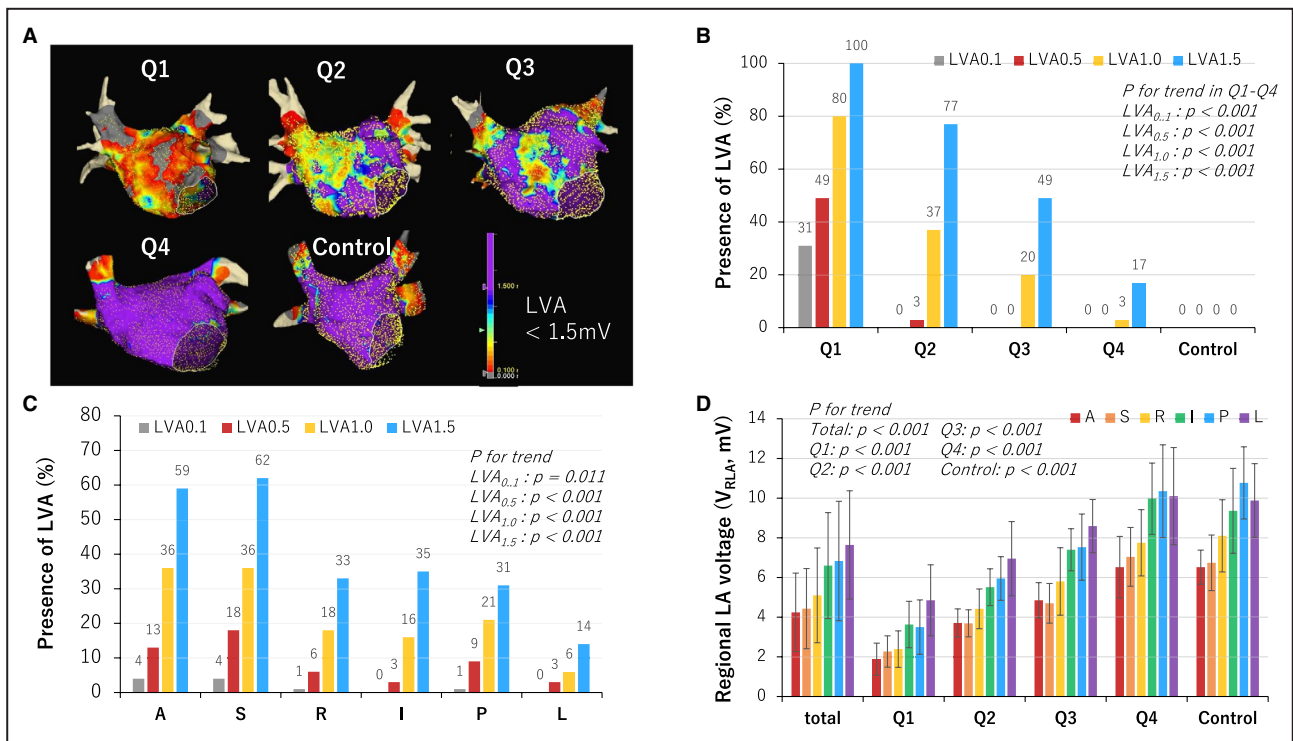 A
Q1
Q2
Q3
Q4
Control
1.500
0.100
0.000
LVA
< 1.5mV
B
Presence of LVA (%)
100
80
60
40
20
0
LVA0.1 LVA0.5 LVA1.0 LVA1.5
P for trend in Q1-Q4
LVA0..1 : p < 0.001
LVA0.5 : p < 0.001
LVA1.0 : p < 0.001
LVA1.5 : p < 0.001
31 49 80 100
0 3 37 77
0 0 20 49
0 0 3 17
0 0 0 0
Q1 Q2 Q3 Q4 Control
C
Presence of LVA (%)
80
70
60
50
40
30
20
10
0
LVA0.1 LVA0.5 LVA1.0 LVA1.5
P for trend
LVA0..1 : p = 0.011
LVA0.5 : p < 0.001
LVA1.0 : p < 0.001
LVA1.5 : p < 0.001
4 13 36 59
4 18 36 62
1 6 18 33
0 3 16 35
1 9 21 31
0 3 6 14
A S R I P L
D
Regional LA voltage (VRLA, mV)
14
12
10
8
6
4
2
0
A S R I P L
P for trend
Total: p < 0.001 Q3: p < 0.001
Q1: p < 0.001 Q4: p < 0.001
Q2: p < 0.001 Control: p < 0.001
total Q1 Q2 Q3 Q4 Control